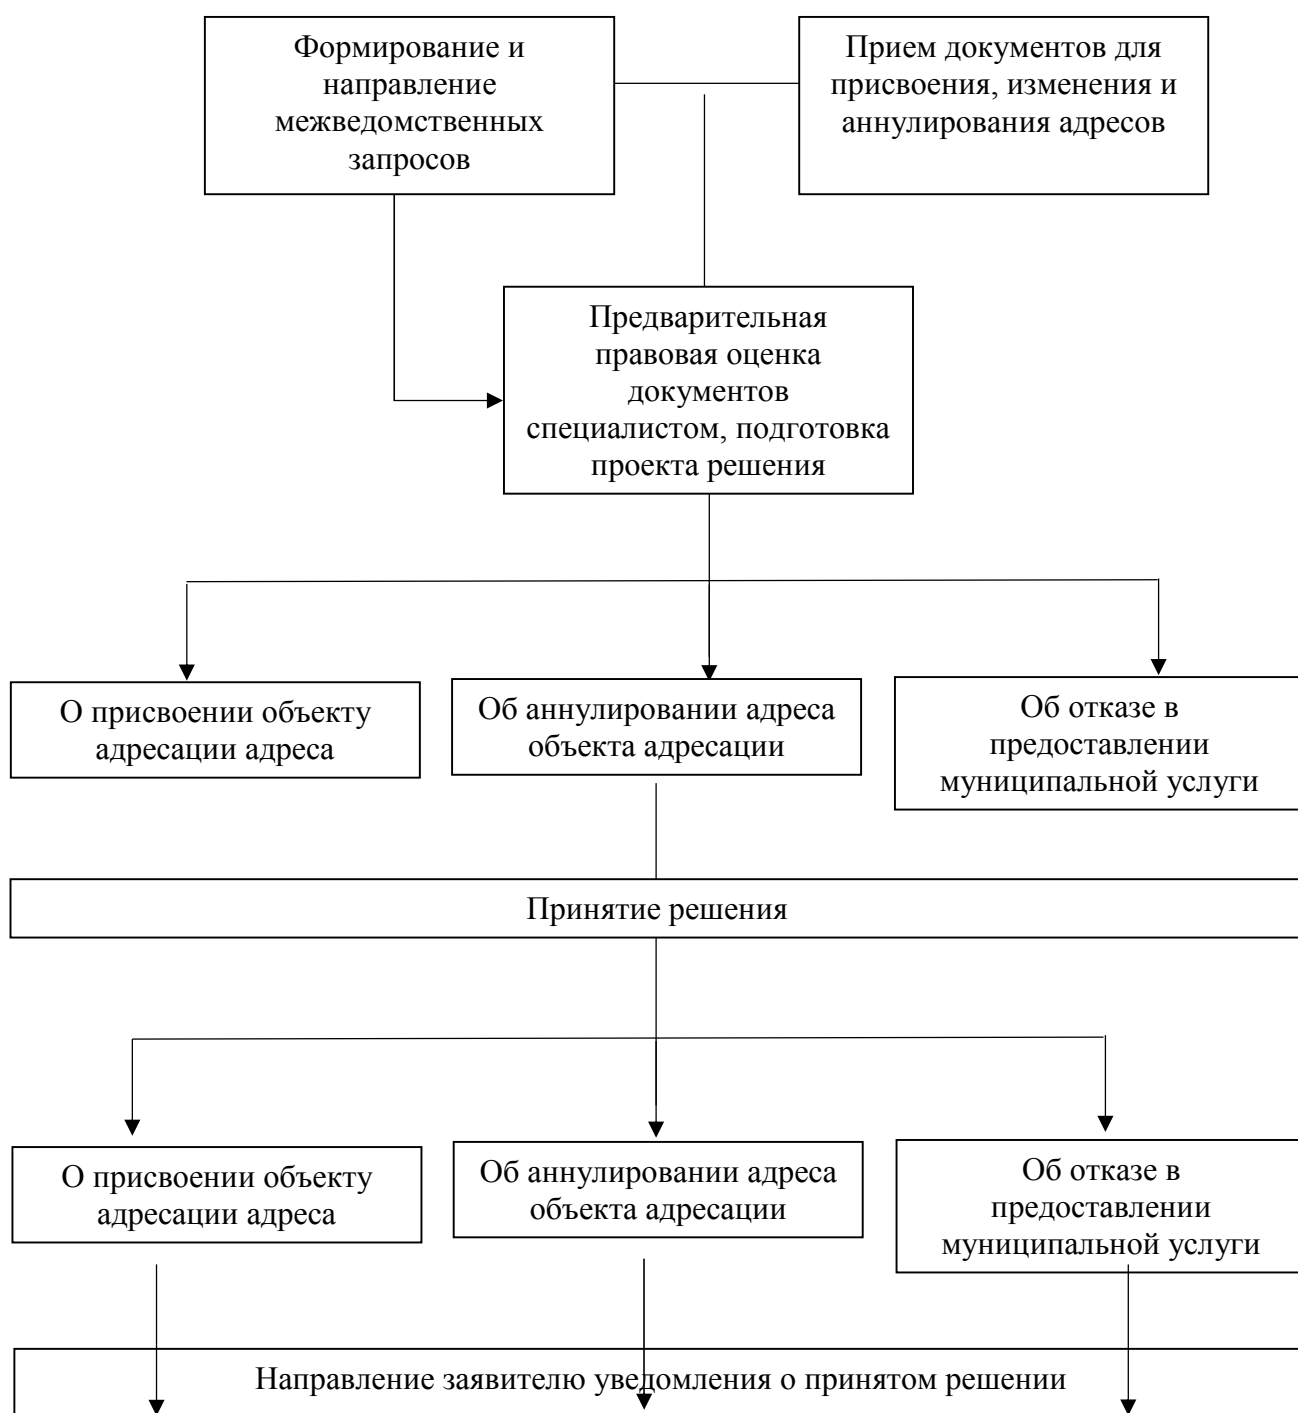 Формирование и
направление
межведомственных
запросов
Прием документов для
присвоения, изменения и
аннулирования адресов
Предварительная
правовая оценка
документов
специалистом, подготовка
проекта решения
О присвоении объекту
адресации адреса
Об аннулировании адреса
объекта адресации
Об отказе в
предоставлении
муниципальной услуги
Принятие решения
О присвоении объекту
адресации адреса
Об аннулировании адреса
объекта адресации
Об отказе в
предоставлении
муниципальной услуги
Направление заявителю уведомления о принятом решении